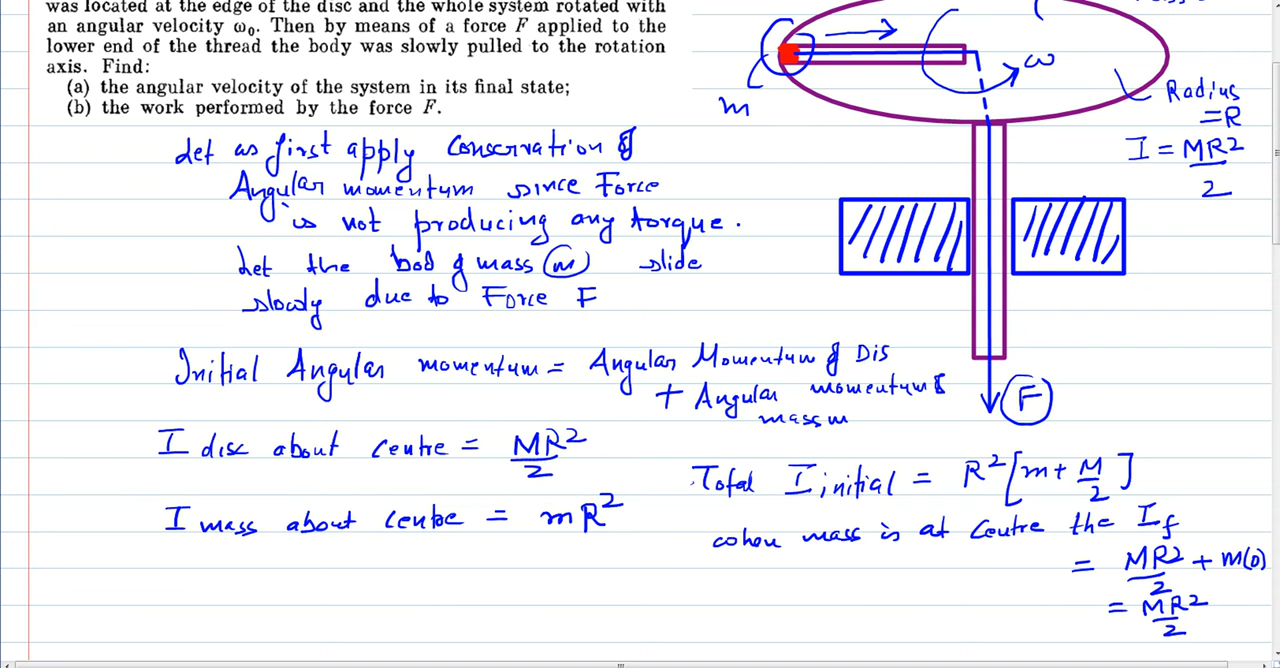 was located at the edge of the disc and the whole system rotated with
an angular velocity ω₀. Then by means of a force F applied to the
lower end of the thread the body was slowly pulled to the rotation
axis. Find:
(a) the angular velocity of the system in its final state;
(b) the work performed by the force F.
m
ω
Radius
= R
I = MR²/2
Let as first apply Conservation of
Angular momentum since Force
is not producing any torque.
Let the bod of mass (m) slide
slowly due to Force F
Initial Angular momentum = Angular Momentum of Dis
+ Angular momentum of
mass m
F
I disc about centre = MR²/2
I mass about centre = mR²
Total I initial = R²[m + M/2]
when mass is at Centre the If
= MR²/2 + m(0)
= MR²/2